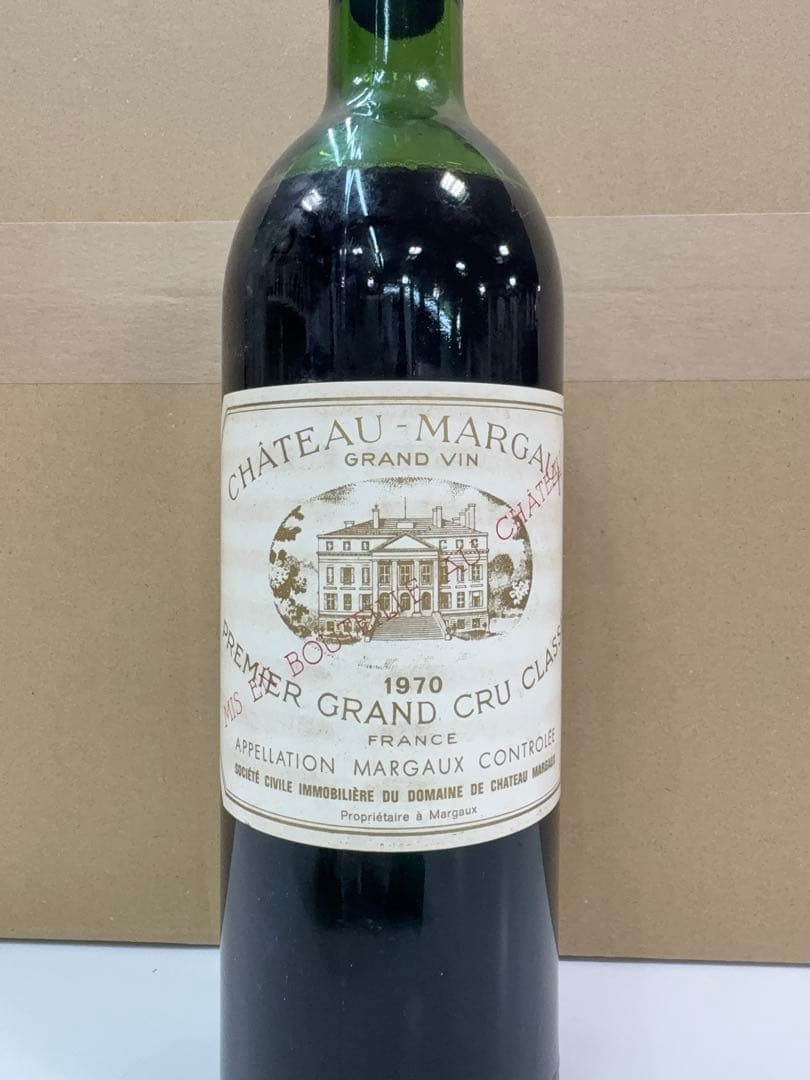 CHÂTEAU-MARGAU
GRAND VIN
MIS EN BOUTEILLE AU CHÂTEAU
1970
PREMIER GRAND CRU CLASS
FRANCE
APPELLATION MARGAUX CONTROLÉE
SOCIÉTÉ CIVILE IMMOBILIÈRE DU DOMAINE DE CHATEAU MARGAUX
Propriétaire à Margaux